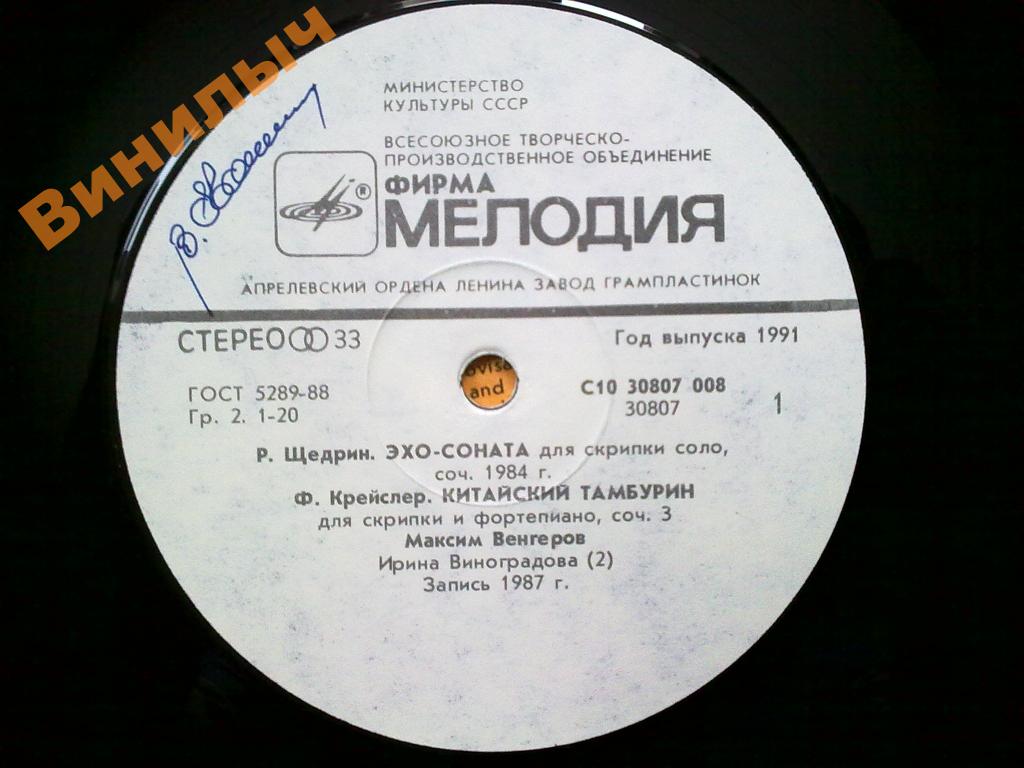 Винилыч
МИНИСТЕРСТВО
КУЛЬТУРЫ СССР
ВСЕСОЮЗНОЕ ТВОРЧЕСКО-
ПРОИЗВОДСТВЕННОЕ ОБЪЕДИНЕНИЕ
®
ФИРМА
МЕЛОДИЯ
АПРЕЛЕВСКИЙ ОРДЕНА ЛЕНИНА ЗАВОД ГРАМПЛАСТИНОК
СТЕРЕО 33
Год выпуска 1991
ГОСТ 5289-88
Гр. 2. 1-20
С10 30807 008
30807
1
and
Р. Щедрин. ЭХО-СОНАТА для скрипки соло,
соч. 1984 г.
Ф. Крейслер. КИТАЙСКИЙ ТАМБУРИН
для скрипки и фортепиано, соч. 3
Максим Венгеров
Ирина Виноградова (2)
Запись 1987 г.